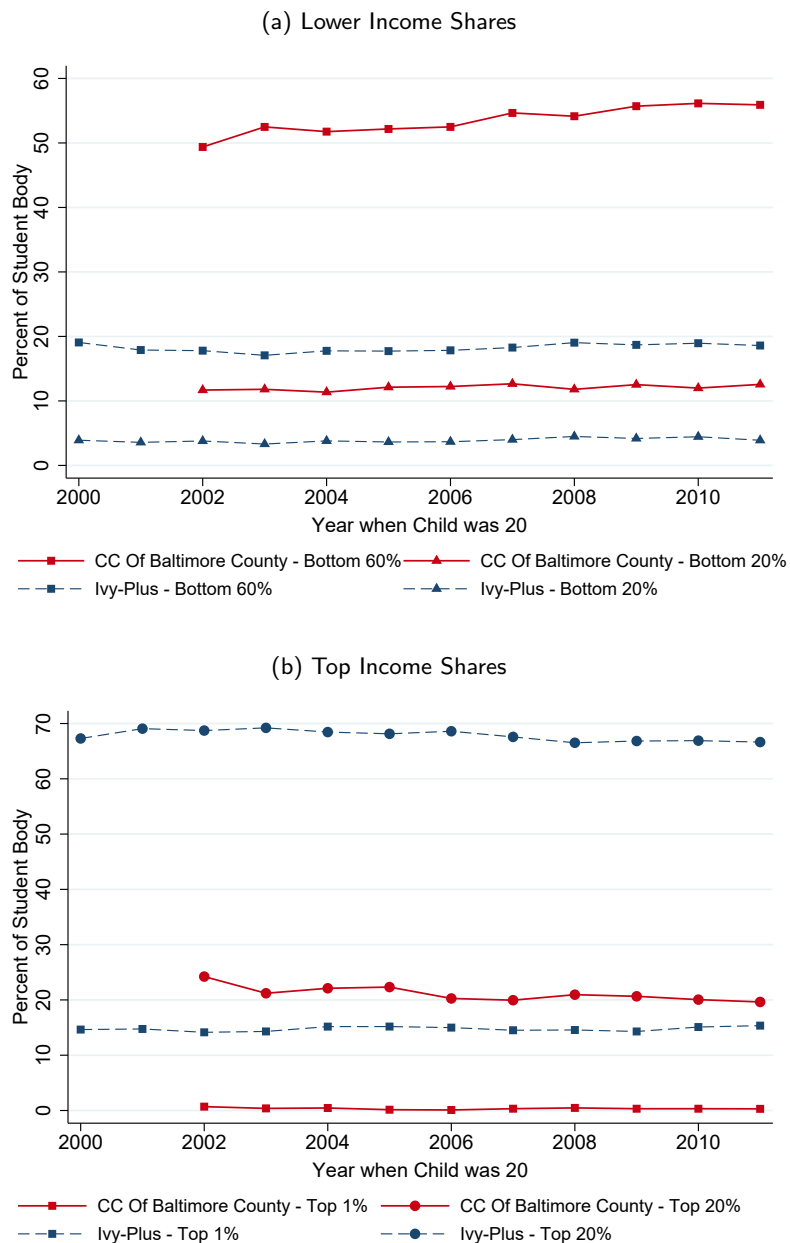 (a) Lower Income Shares
Percent of Student Body
60
50
40
30
20
10
0
2000 2002 2004 2006 2008 2010
Year when Child was 20
CC Of Baltimore County - Bottom 60% CC Of Baltimore County - Bottom 20%
Ivy-Plus - Bottom 60% Ivy-Plus - Bottom 20%
(b) Top Income Shares
Percent of Student Body
70
60
50
40
30
20
10
0
2000 2002 2004 2006 2008 2010
Year when Child was 20
CC Of Baltimore County - Top 1% CC Of Baltimore County - Top 20%
Ivy-Plus - Top 1% Ivy-Plus - Top 20%